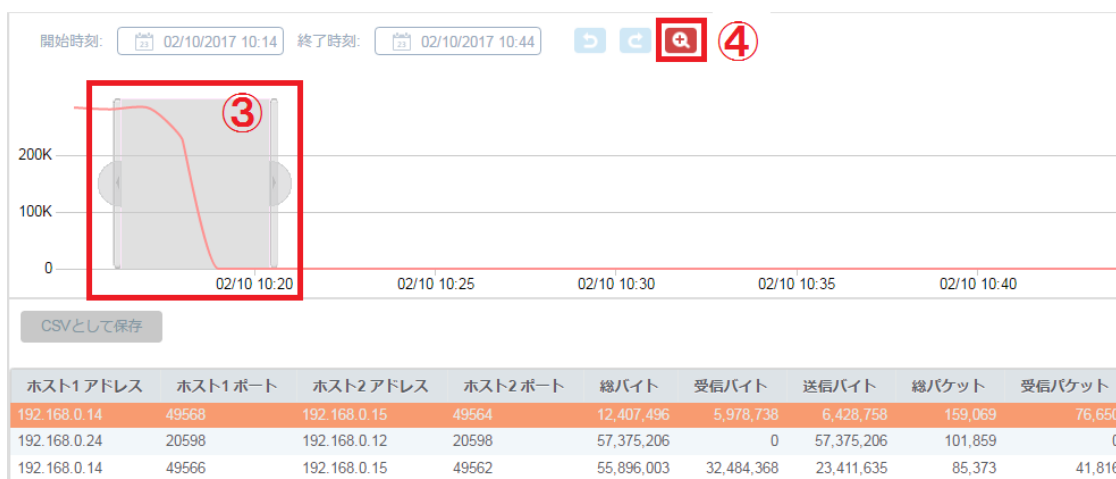 開始時刻: 23 02/10/2017 10:14 終了時刻: 23 02/10/2017 10:44 ④
③
200K
100K
0
02/10 10:20 02/10 10:25 02/10 10:30 02/10 10:35 02/10 10:40
CSVとして保存
ホスト1 アドレス ホスト1 ポート ホスト2 アドレス ホスト2 ポート 総バイト 受信バイト 送信バイト 総パケット 受信パケット
192.168.0.14 49568 192.168.0.15 49564 12,407,496 5,978,738 6,428,758 159,069 76,650
192.168.0.24 20598 192.168.0.12 20598 57,375,206 0 57,375,206 101,859 0
192.168.0.14 49566 192.168.0.15 49562 55,896,003 32,484,368 23,411,635 85,373 41,816